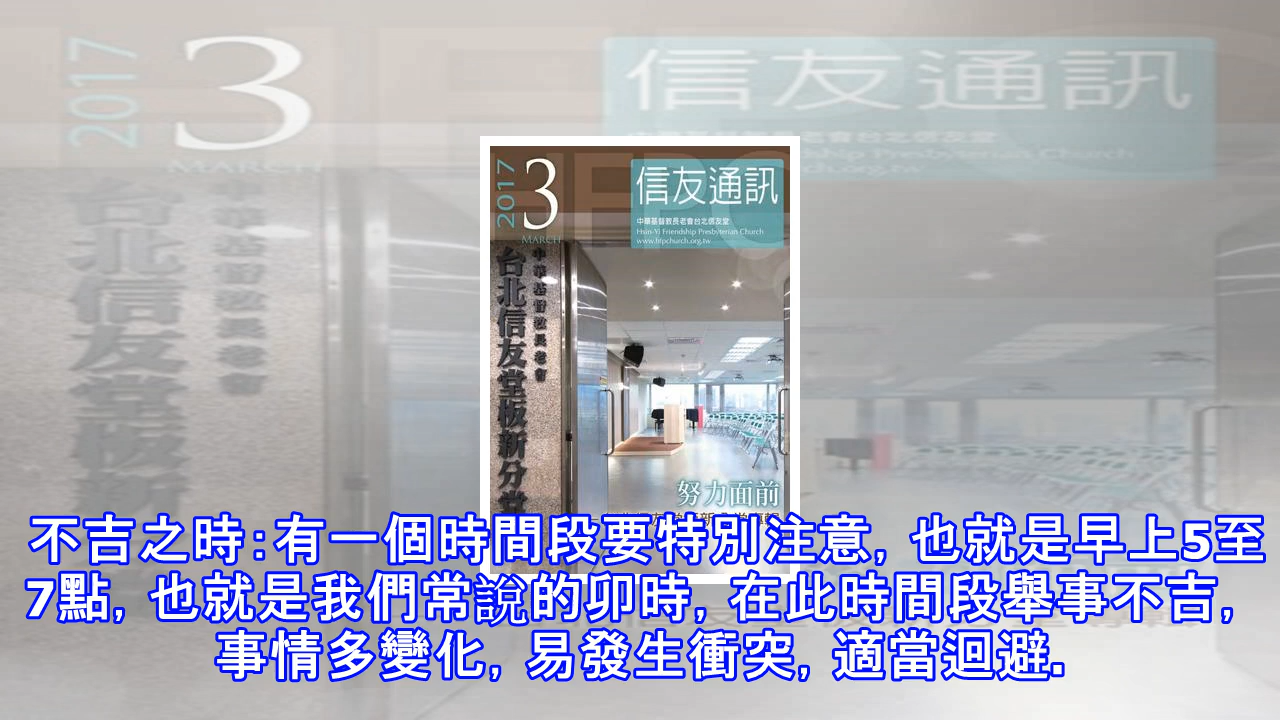 2017
3
MARCH
信友通訊
中華基督教長老會台北信友堂
Hsin-Yi Friendship Presbyterian Church
www.hfpchurch.org.tw
中華基督教長老會
台北信友堂板新分堂
努力面前
不吉之時:有一個時間段要特別注意, 也就是早上5至
7點, 也就是我們常說的卯時, 在此時間段舉事不吉,
事情多變化, 易發生衝突, 適當迴避.